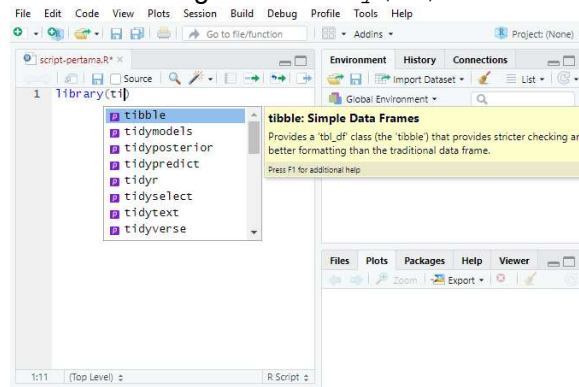 File Edit Code View Plots Session Build Debug Profile Tools Help
Go to file/function
Addins
Project: (None)
script-pertama.R*
Source
1 library(ti)
tibble
tidymodels
tidyposterior
tidypredict
tidyr
tidyselect
tidytext
tidyverse
Environment History Connections
Import Dataset
List
Global Environment
tibble: Simple Data Frames
Provides a 'tbl_df' class (the 'tibble') that provides stricter checking
better formatting than the traditional data frame.
Press F1 for additional help
Files Plots Packages Help Viewer
Zoom Export
1:11 (Top Level) R Script